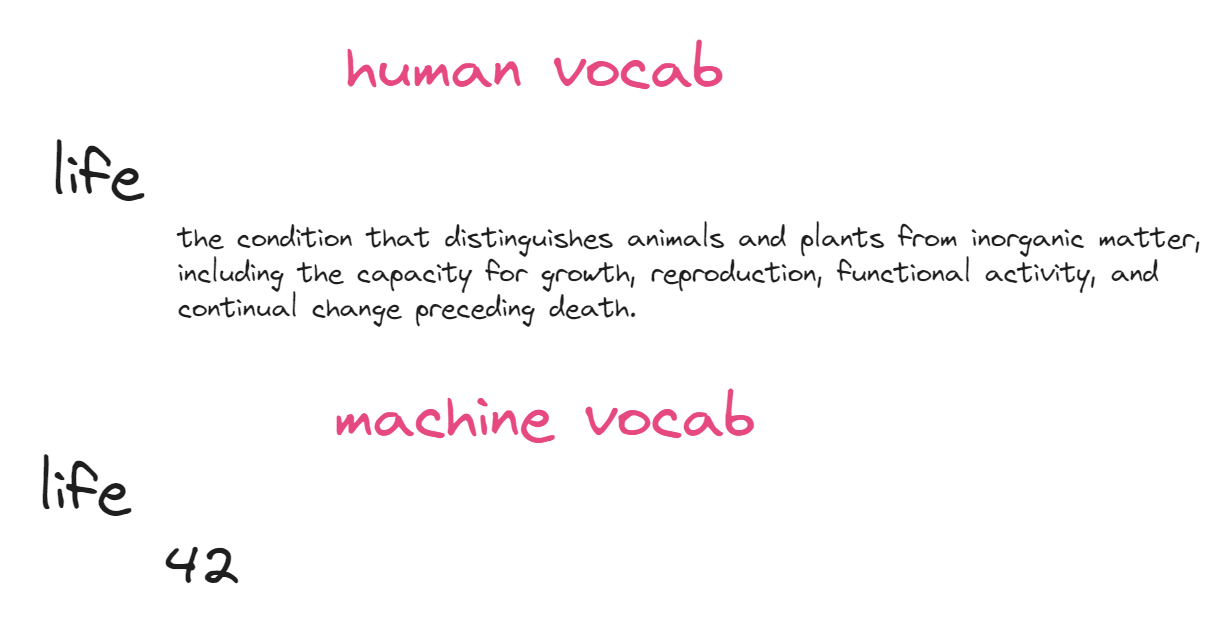 human vocab
life
the condition that distinguishes animals and plants from inorganic matter,
including the capacity for growth, reproduction, functional activity, and
continual change preceding death.
machine vocab
life
42